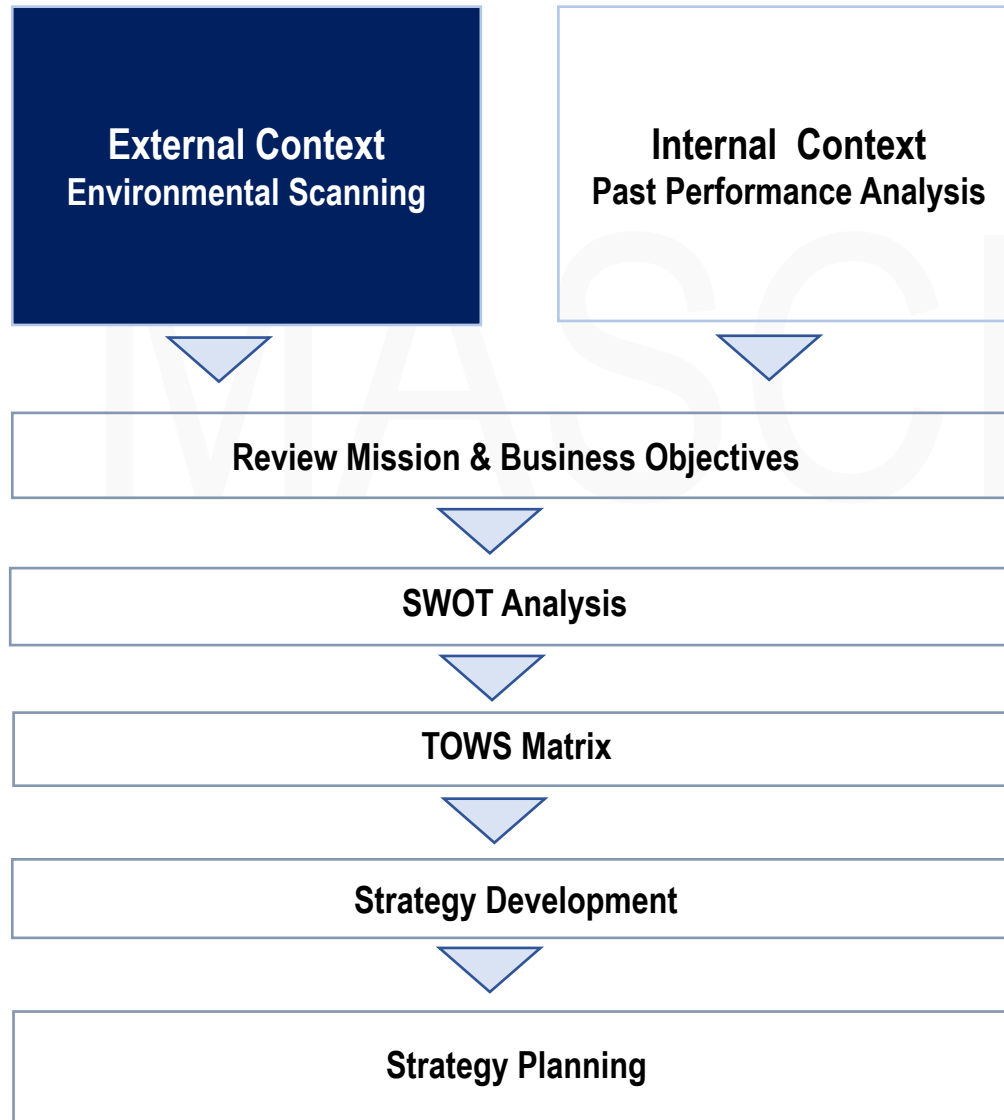 External Context
Environmental Scanning
Internal  Context
Past Performance Analysis
Review Mission & Business Objectives
SWOT Analysis
TOWS Matrix
Strategy Development
Strategy Planning